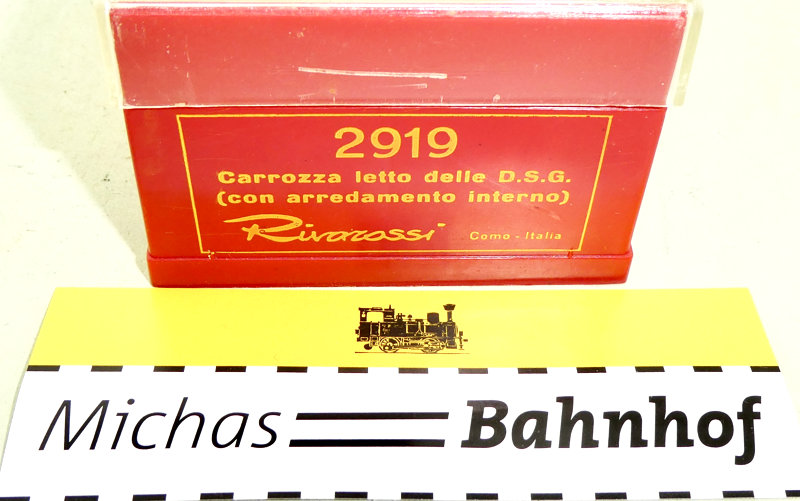 2919
Carrozza letto delle D.S.G.
(con arredamento interno)
Rivarossi Como - Italia
Michas Bahnhof